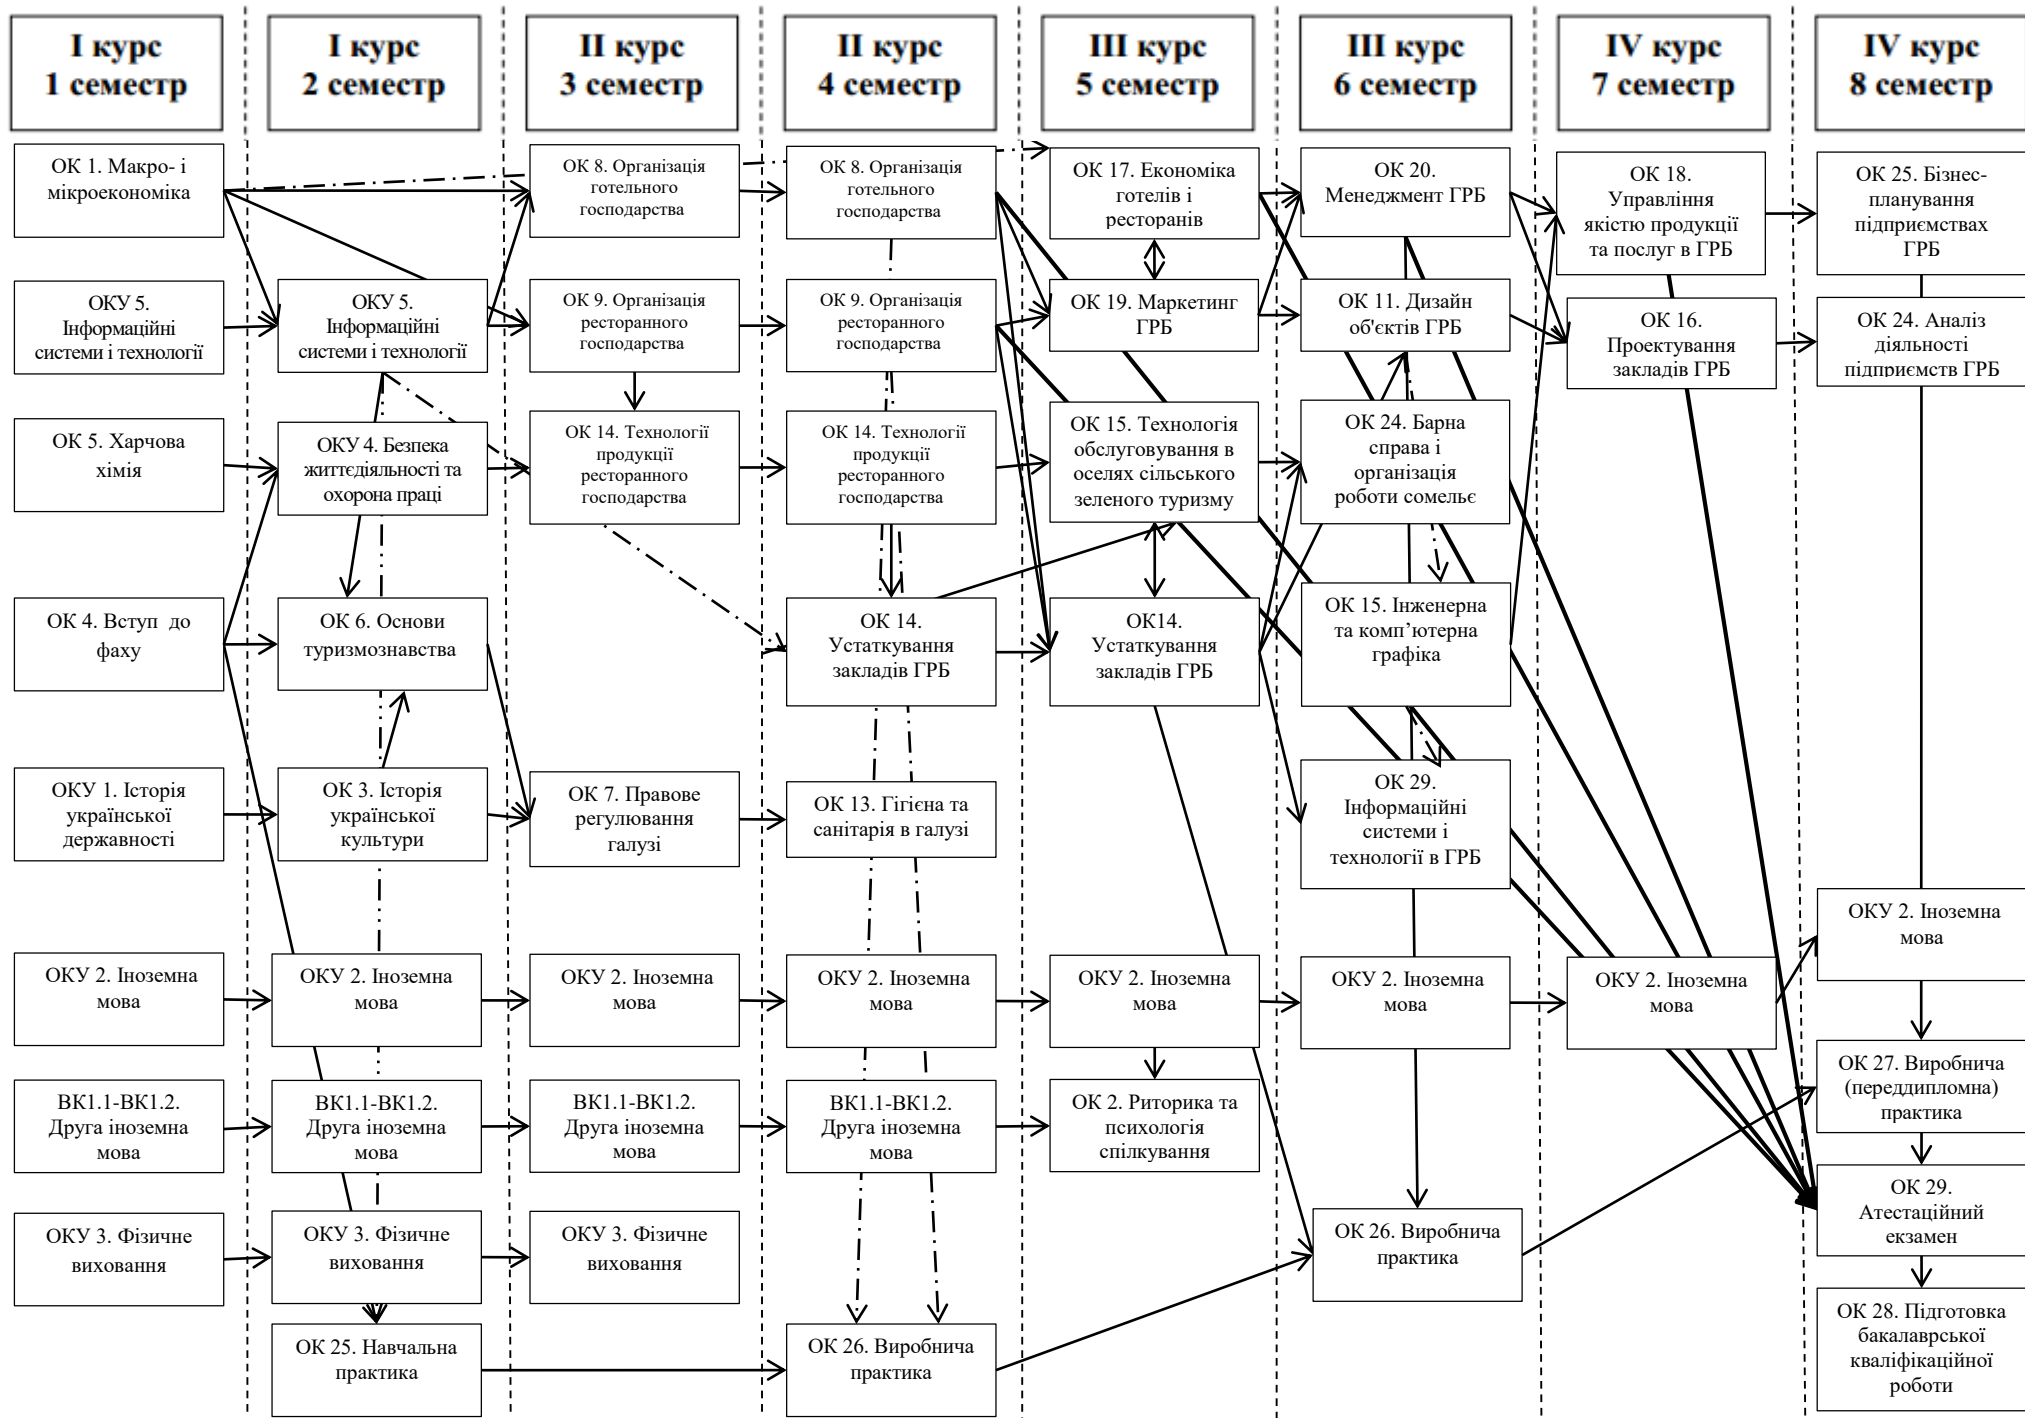 І курс
1 семестр
І курс
2 семестр
ІІ курс
3 семестр
ІІ курс
4 семестр
ІІІ курс
5 семестр
ІІІ курс
6 семестр
IV курс
7 семестр
IV курс
8 семестр
ОК 1. Макро- і
мікроекономіка
ОКУ 5.
Інформаційні
системи і технології
ОК 5. Харчова
хімія
ОК 4. Вступ до
фаху
ОКУ 1. Історія
української
державності
ОКУ 2. Іноземна
мова
ВК1.1-ВК1.2.
Друга іноземна
мова
ОКУ 3. Фізичне
виховання
ОКУ 5.
Інформаційні
системи і технології
ОКУ 4. Безпека
життєдіяльності та
охорона праці
ОК 6. Основи
туризмознавства
ОК 3. Історія
української
культури
ОКУ 2. Іноземна
мова
ВК1.1-ВК1.2.
Друга іноземна
мова
ОКУ 3. Фізичне
виховання
ОК 25. Навчальна
практика
ОК 8. Організація
готельного
господарства
ОК 9. Організація
ресторанного
господарства
ОК 14. Технології
продукції
ресторанного
господарства
ОК 7. Правове
регулювання
галузі
ОКУ 2. Іноземна
мова
ВК1.1-ВК1.2.
Друга іноземна
мова
ОКУ 3. Фізичне
виховання
ОК 8. Організація
готельного
господарства
ОК 9. Організація
ресторанного
господарства
ОК 14. Технології
продукції
ресторанного
господарства
ОК 14.
Устаткування
закладів ГРБ
ОК 13. Гігієна та
санітарія в галузі
ОКУ 2. Іноземна
мова
ВК1.1-ВК1.2.
Друга іноземна
мова
ОК 26. Виробнича
практика
ОК 17. Економіка
готелів і
ресторанів
ОК 19. Маркетинг
ГРБ
ОК 15. Технологія
обслуговування в
оселях сільського
зеленого туризму
ОК14.
Устаткування
закладів ГРБ
ОКУ 2. Іноземна
мова
ОК 2. Риторика та
психологія
спілкування
ОК 20.
Менеджмент ГРБ
ОК 11. Дизайн
об'єктів ГРБ
ОК 24. Барна
справа і
організація
роботи сомельє
ОК 15. Інженерна
та комп’ютерна
графіка
ОК 29.
Інформаційні
системи і
технології в ГРБ
ОКУ 2. Іноземна
мова
ОК 26. Виробнича
практика
ОК 18.
Управління
якістю продукції
та послуг в ГРБ
ОК 16.
Проектування
закладів ГРБ
ОКУ 2. Іноземна
мова
ОК 25. Бізнес-
планування
підприємствах
ГРБ
ОК 24. Аналіз
діяльності
підприємств ГРБ
ОКУ 2. Іноземна
мова
ОК 27. Виробнича
(переддипломна)
практика
ОК 29.
Атестаційний
екзамен
ОК 28. Підготовка
бакалаврської
кваліфікаційної
роботи